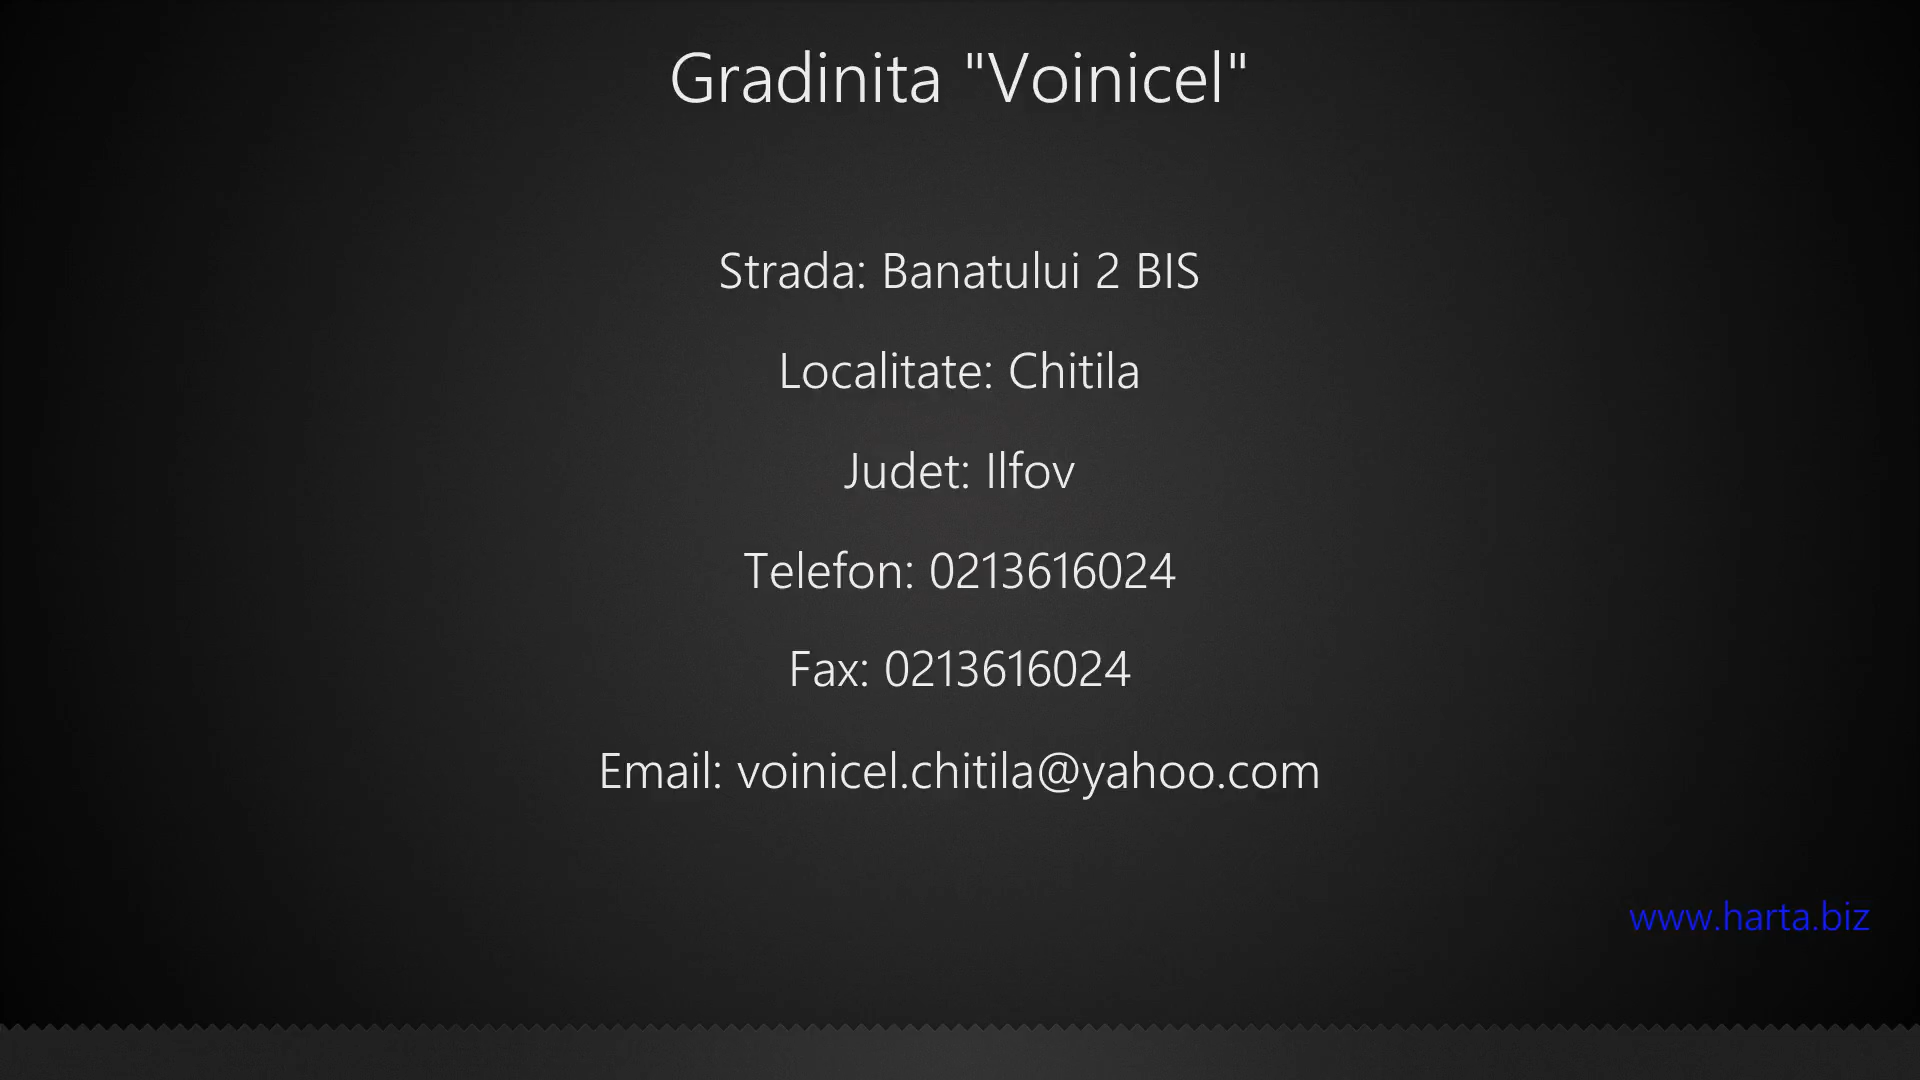 Gradinita "Voinicel"
Strada: Banatului 2 BIS
Localitate: Chitila
Judet: Ilfov
Telefon: 0213616024
Fax: 0213616024
Email: voinicel.chitila@yahoo.com
www.harta.biz